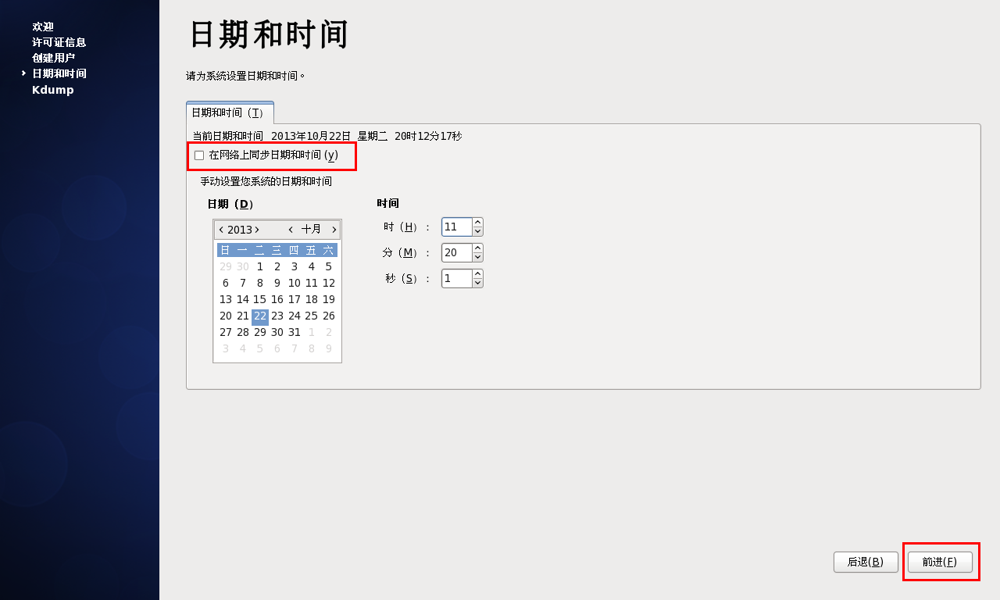 欢迎
许可证信息
创建用户
日期和时间
Kdump
日期和时间
请为系统设置日期和时间。
日期和时间（T）
当前日期和时间 2013年10月22日 星期二 20时12分17秒
在网络上同步日期和时间(y)
手动设置您系统的日期和时间
日期（D） 时间
2013 十月
日 一 二 三 四 五 六
29 30 1 2 3 4 5
6 7 8 9 10 11 12
13 14 15 16 17 18 19
20 21 22 23 24 25 26
27 28 29 30 31 1 2
3 4 5 6 7 8 9
时（H）： 11
分（M）： 20
秒（S）： 1
后退(B) 前进(F)